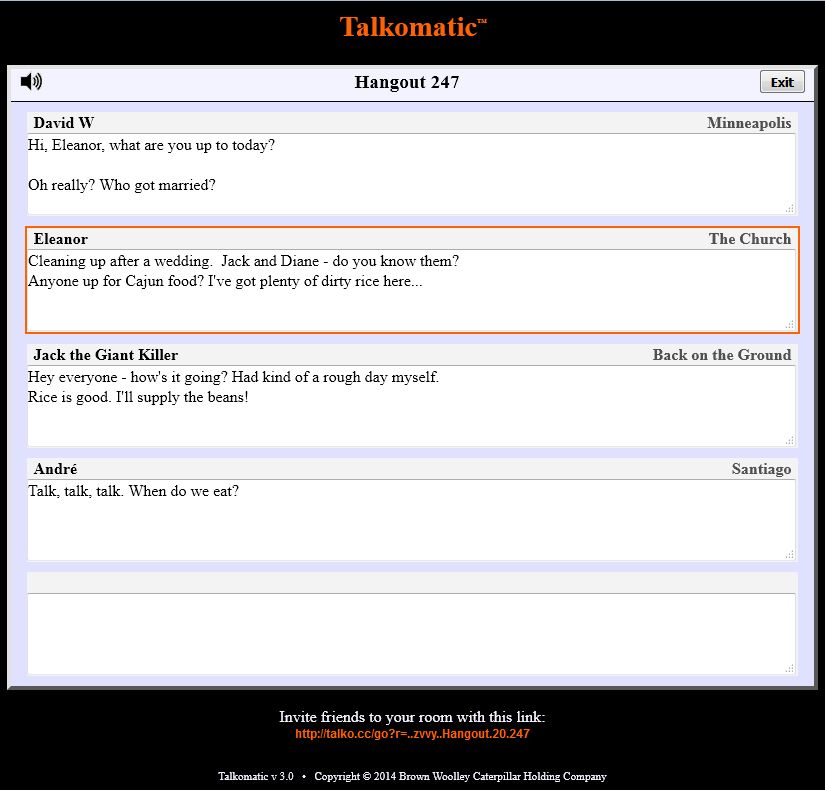 Talkomatic™
Hangout 247
Exit
David W Minneapolis
Hi, Eleanor, what are you up to today?
Oh really? Who got married?
Eleanor The Church
Cleaning up after a wedding.  Jack and Diane - do you know them?
Anyone up for Cajun food? I've got plenty of dirty rice here...
Jack the Giant Killer Back on the Ground
Hey everyone - how's it going? Had kind of a rough day myself.
Rice is good. I'll supply the beans!
André Santiago
Talk, talk, talk. When do we eat?
Invite friends to your room with this link:
http://talko.cc/go?r=..zvvy..Hangout.20.247
Talkomatic v 3.0 • Copyright © 2014 Brown Woolley Caterpillar Holding Company